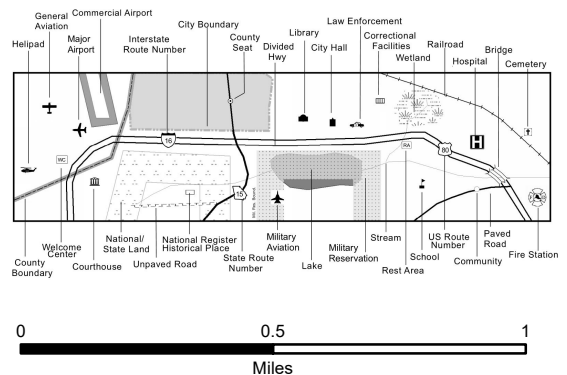 General Aviation
Commercial Airport
City Boundary
County Seat
Library
Law Enforcement
Helipad
Major Airport
Interstate Route Number
Divided Hwy
City Hall
Correctional Facilities
Wetland
Railroad
Hospital
Bridge
Cemetery
16
WC
15
RA
80
H
County Boundary
Welcome Center
Courthouse
National/ State Land
Unpaved Road
National Register Historical Place
State Route Number
Military Aviation
Lake
Military Reservation
Stream
Rest Area
School
US Route Number
Community
Paved Road
Fire Station
0 0.5 1
Miles